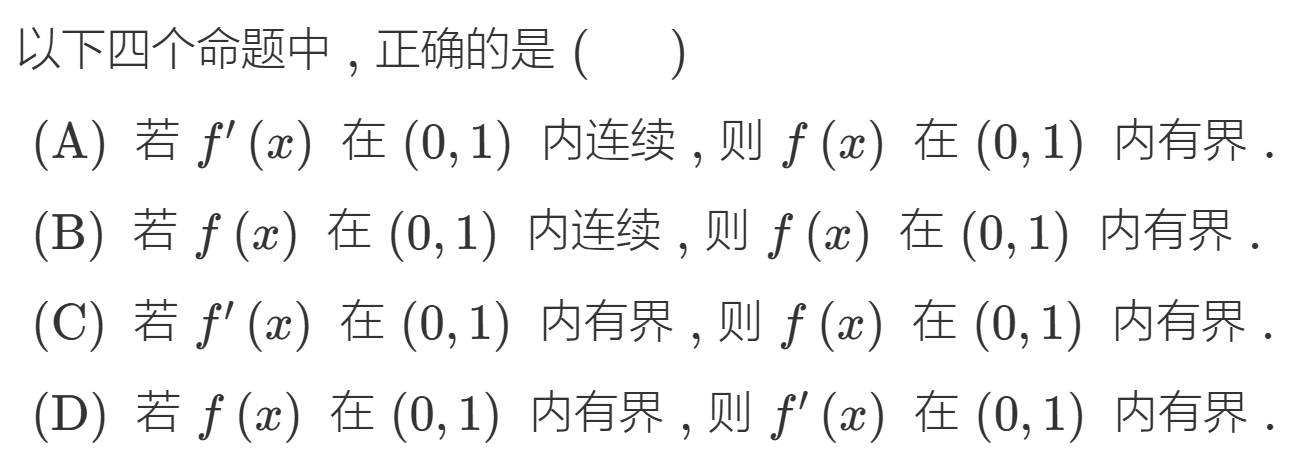 以下四个命题中 , 正确的是 (    )
(A) 若 f′(x) 在 (0, 1) 内连续 , 则 f(x) 在 (0, 1) 内有界 .
(B) 若 f(x) 在 (0, 1) 内连续 , 则 f(x) 在 (0, 1) 内有界 .
(C) 若 f′(x) 在 (0, 1) 内有界 , 则 f(x) 在 (0, 1) 内有界 .
(D) 若 f(x) 在 (0, 1) 内有界 , 则 f′(x) 在 (0, 1) 内有界 .